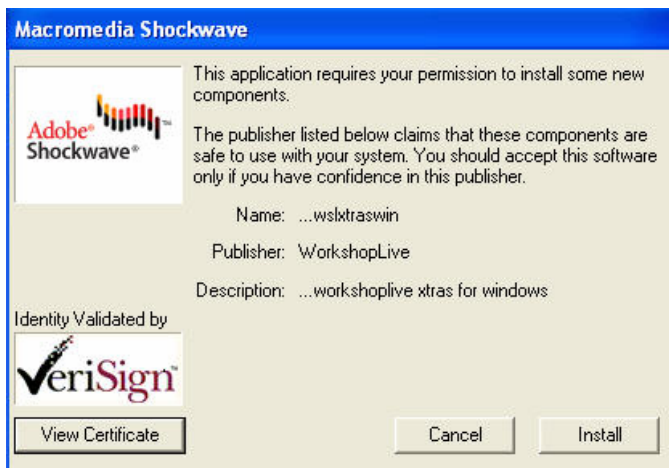 Macromedia Shockwave
Adobe® Shockwave®™
This application requires your permission to install some new
components.
The publisher listed below claims that these components are
safe to use with your system. You should accept this software
only if you have confidence in this publisher.
Name: ...wslxtraswin
Publisher: WorkshopLive
Description: ...workshoplive xtras for windows
Identity Validated by
VeriSign™
View Certificate
Cancel
Install